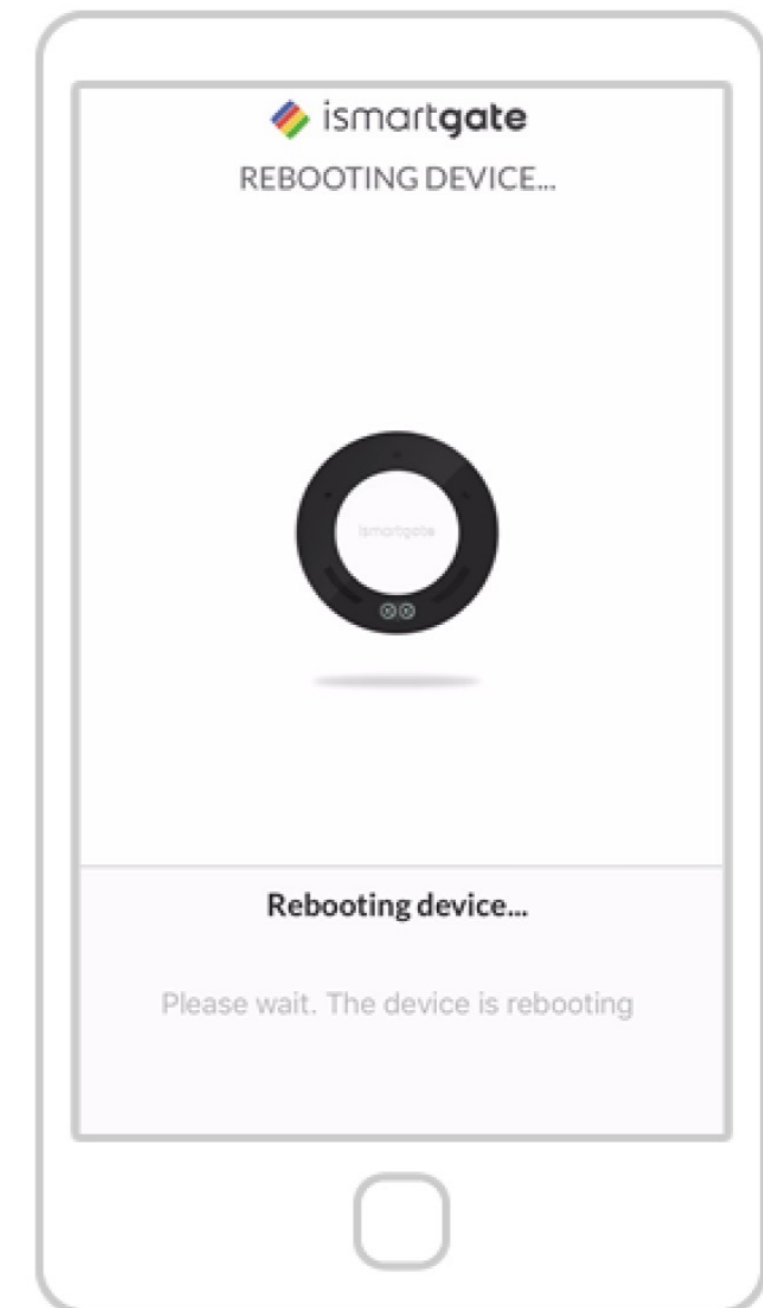 ismartgate
REBOOTING DEVICE...
ismartgate
Rebooting device...
Please wait. The device is rebooting